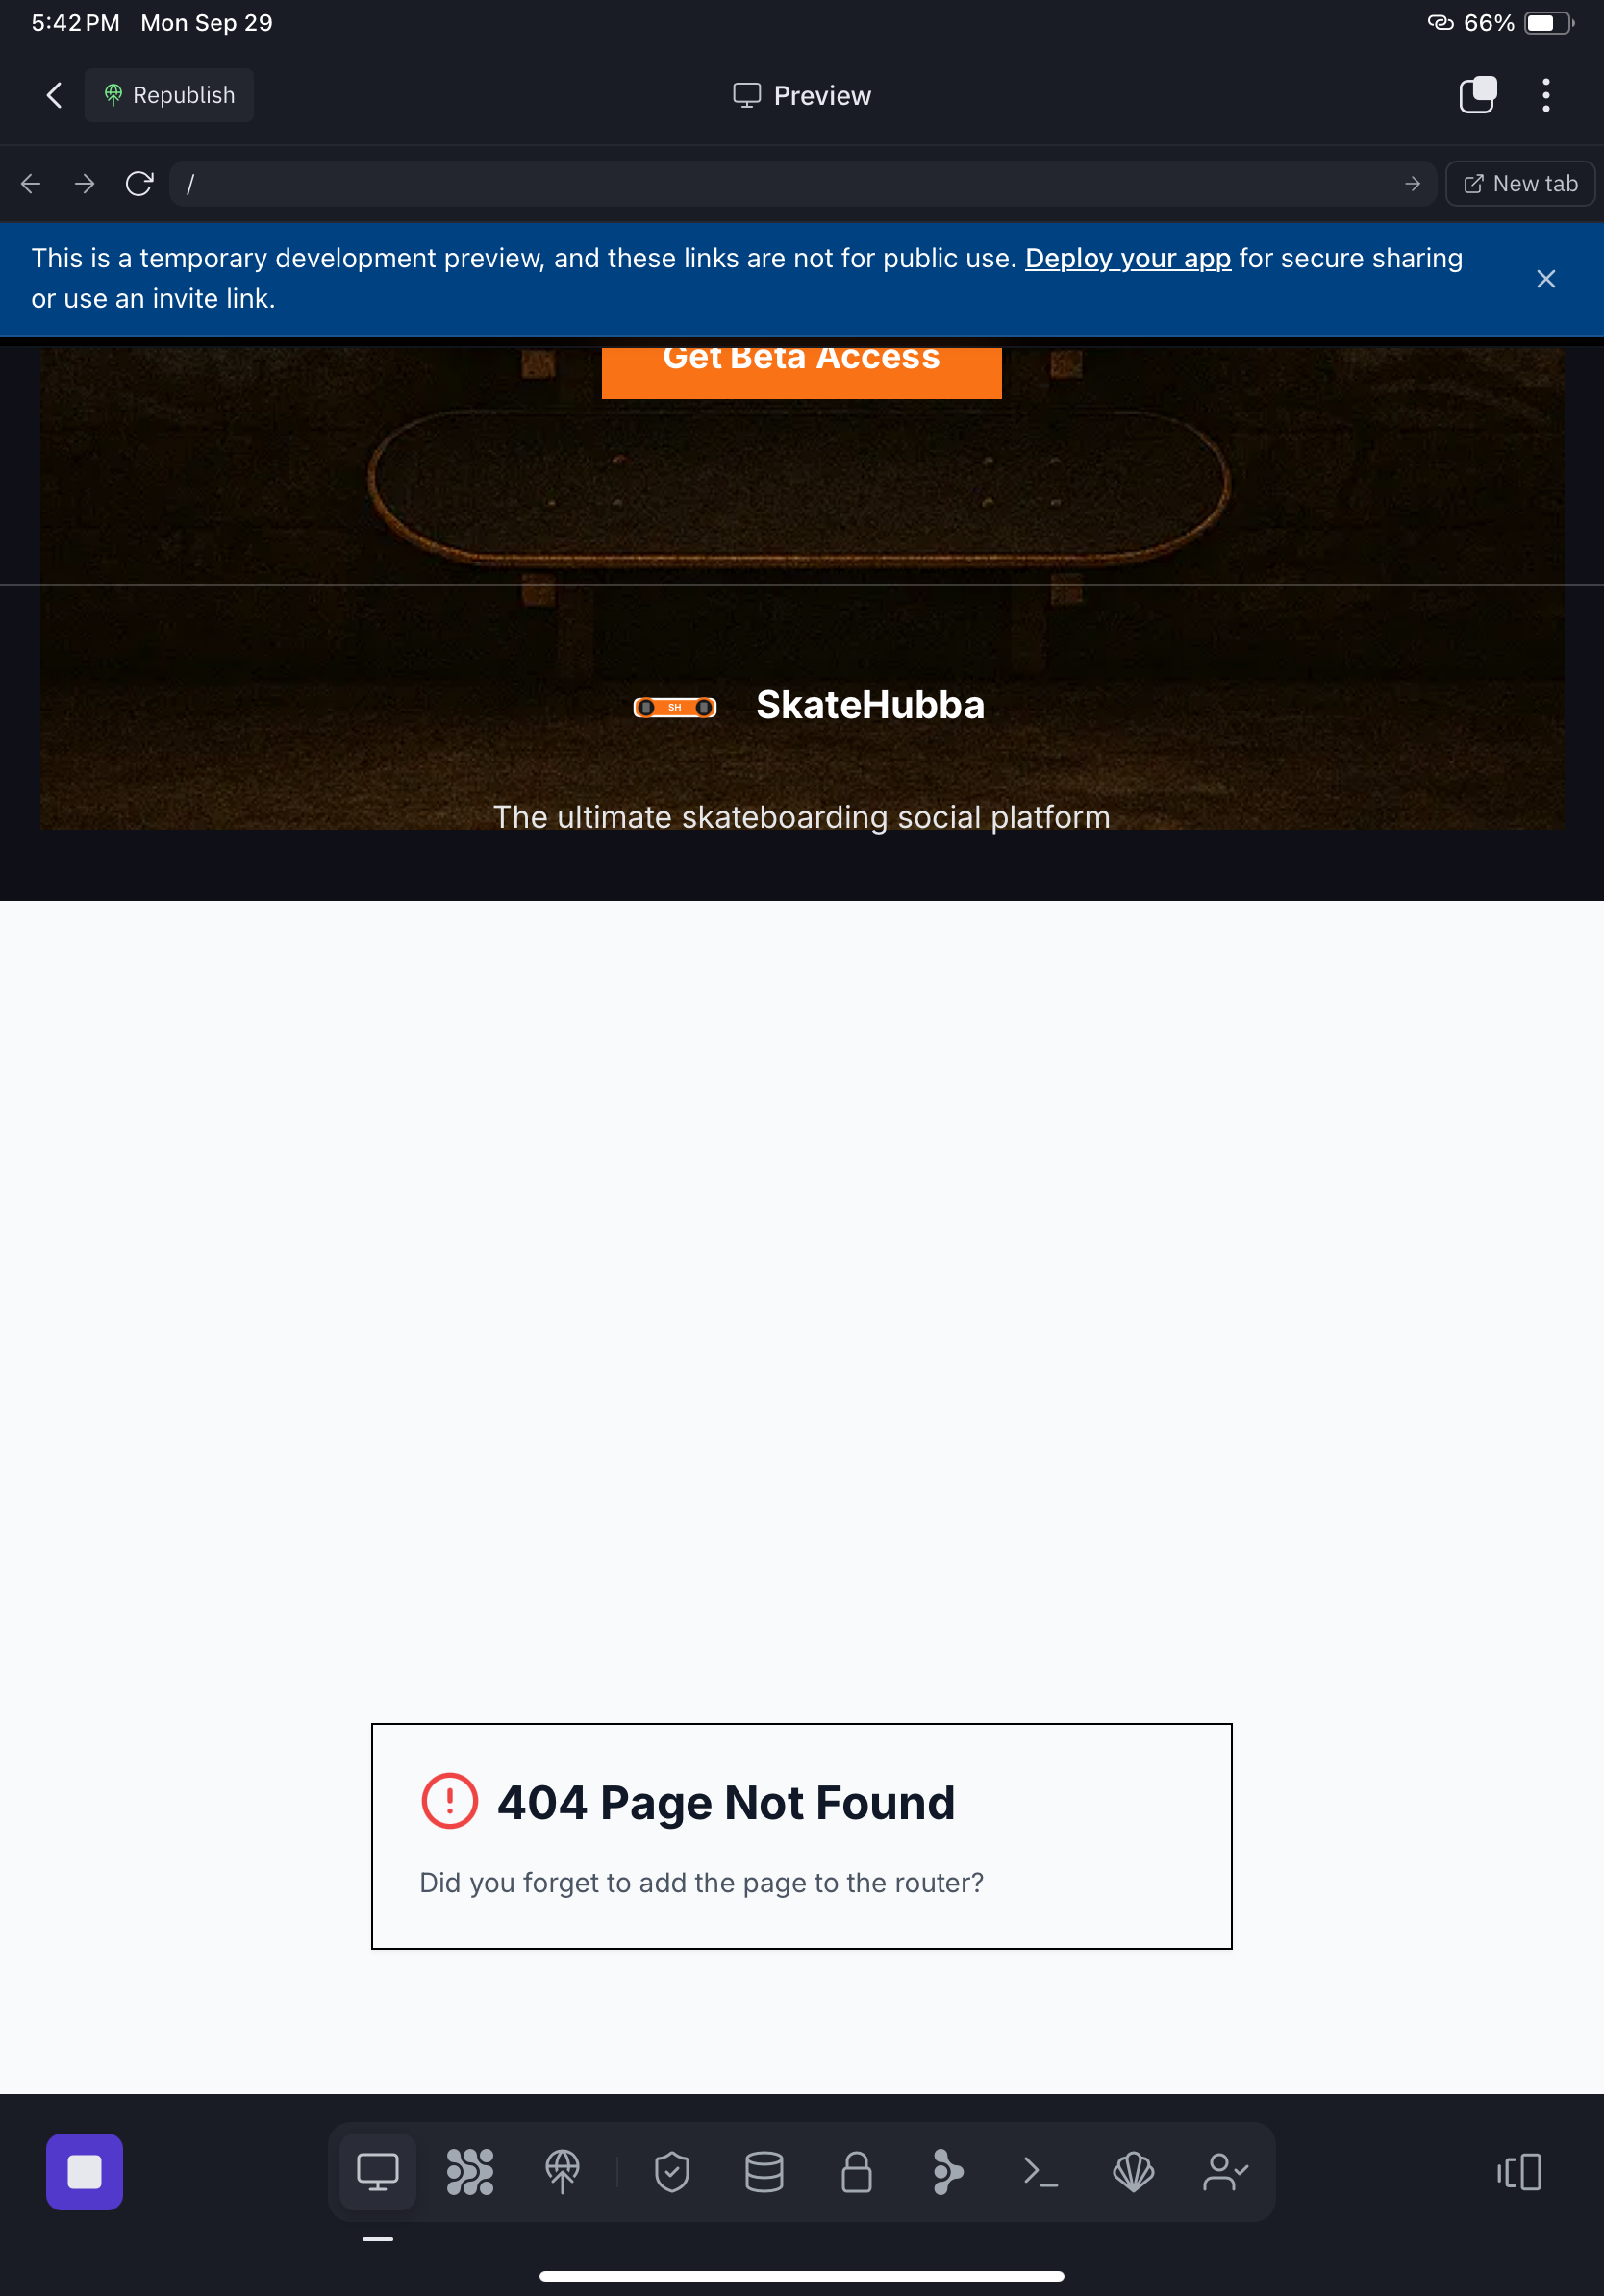 5:42 PM Mon Sep 29
66%
Republish
Preview
/
New tab
This is a temporary development preview, and these links are not for public use. Deploy your app for secure sharing
or use an invite link.
Get Beta Access
SH
SkateHubba
The ultimate skateboarding social platform
404 Page Not Found
Did you forget to add the page to the router?